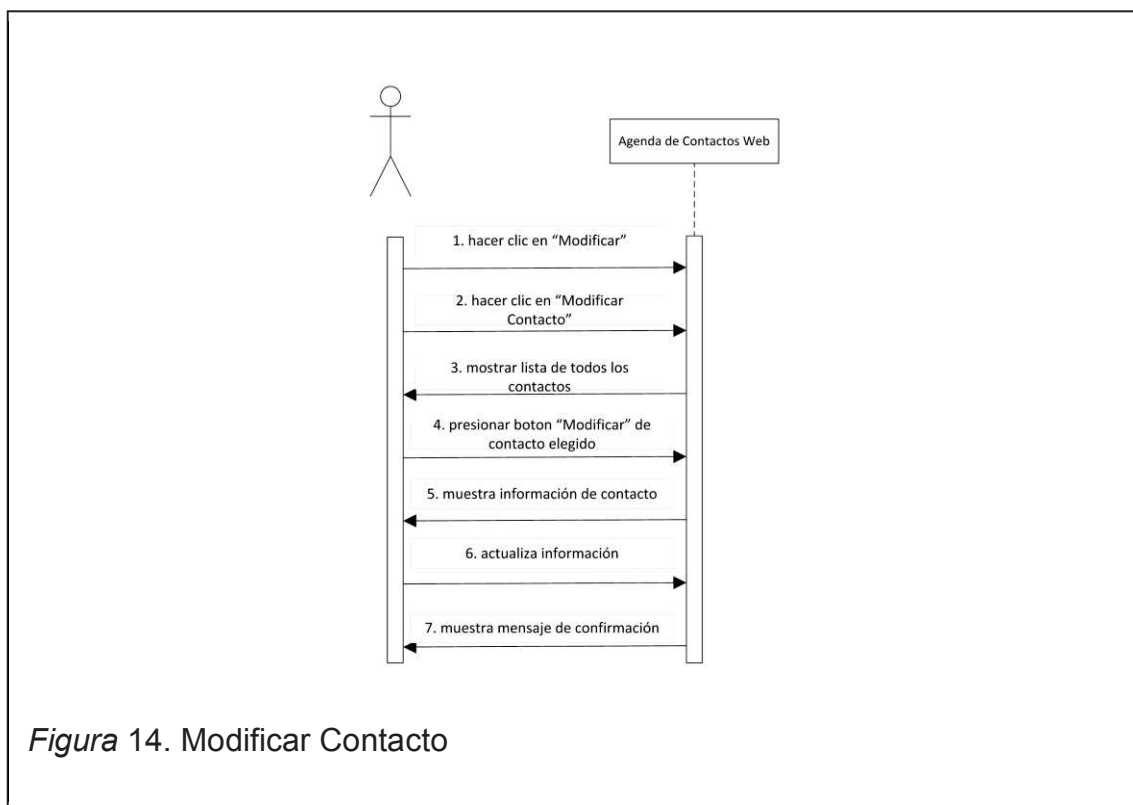 Agenda de Contactos Web
1. hacer clic en “Modificar”
2. hacer clic en “Modificar
Contacto”
3. mostrar lista de todos los
contactos
4. presionar boton “Modificar” de
contacto elegido
5. muestra información de contacto
6. actualiza información
7. muestra mensaje de confirmación
Figura 14. Modificar Contacto